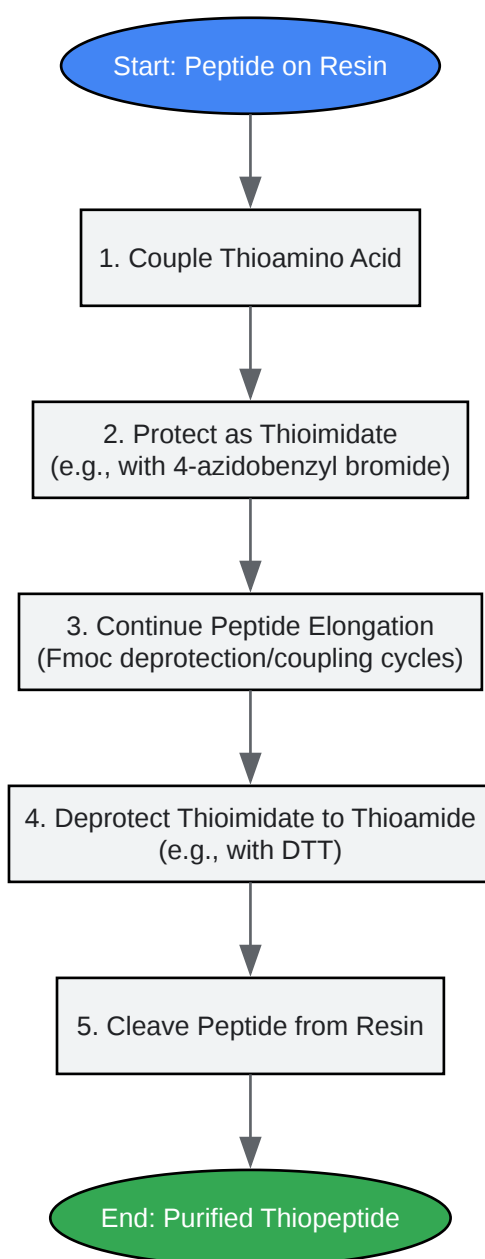 Start: Peptide on Resin
1. Couple Thioamino Acid
2. Protect as Thioimidate
(e.g., with 4-azidobenzyl bromide)
3. Continue Peptide Elongation
(Fmoc deprotection/coupling cycles)
4. Deprotect Thioimidate to Thioamide
(e.g., with DTT)
5. Cleave Peptide from Resin
End: Purified Thiopeptide